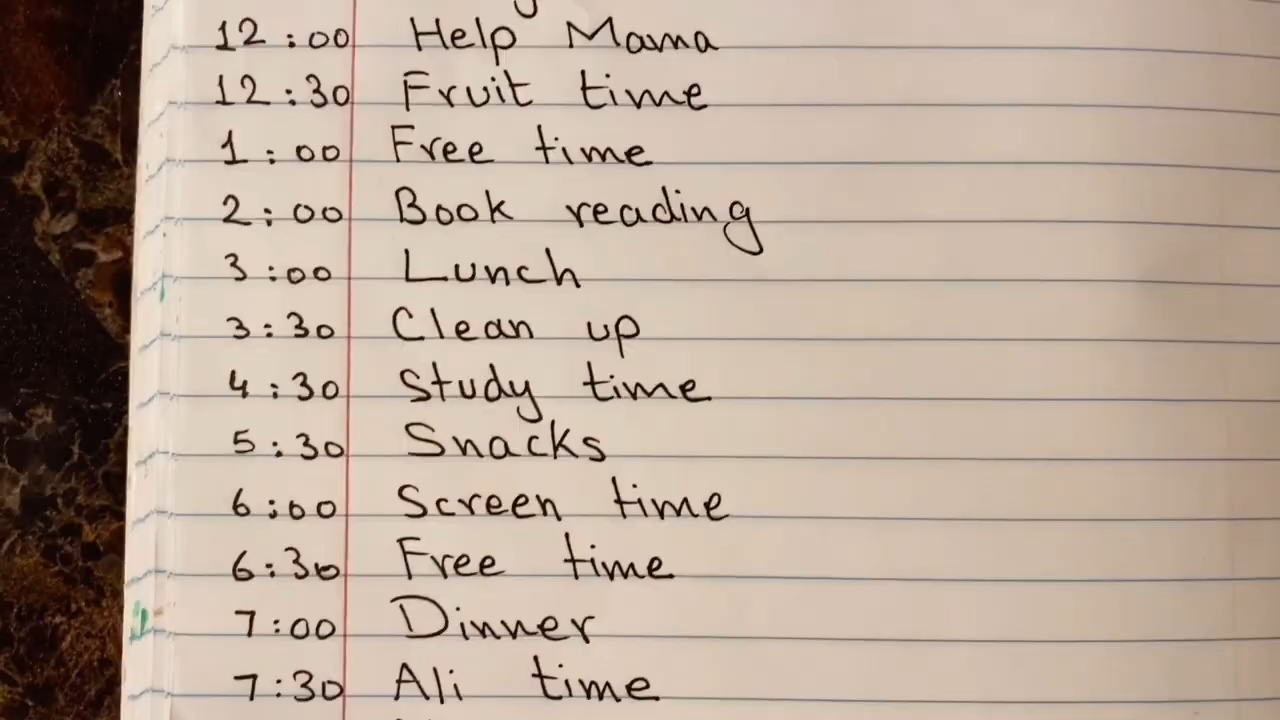 12:00 Help Mama
12:30 Fruit time
1:00 Free time
2:00 Book reading
3:00 Lunch
3:30 Clean up
4:30 Study time
5:30 Snacks
6:00 Screen time
6:30 Free time
7:00 Dinner
7:30 Ali time